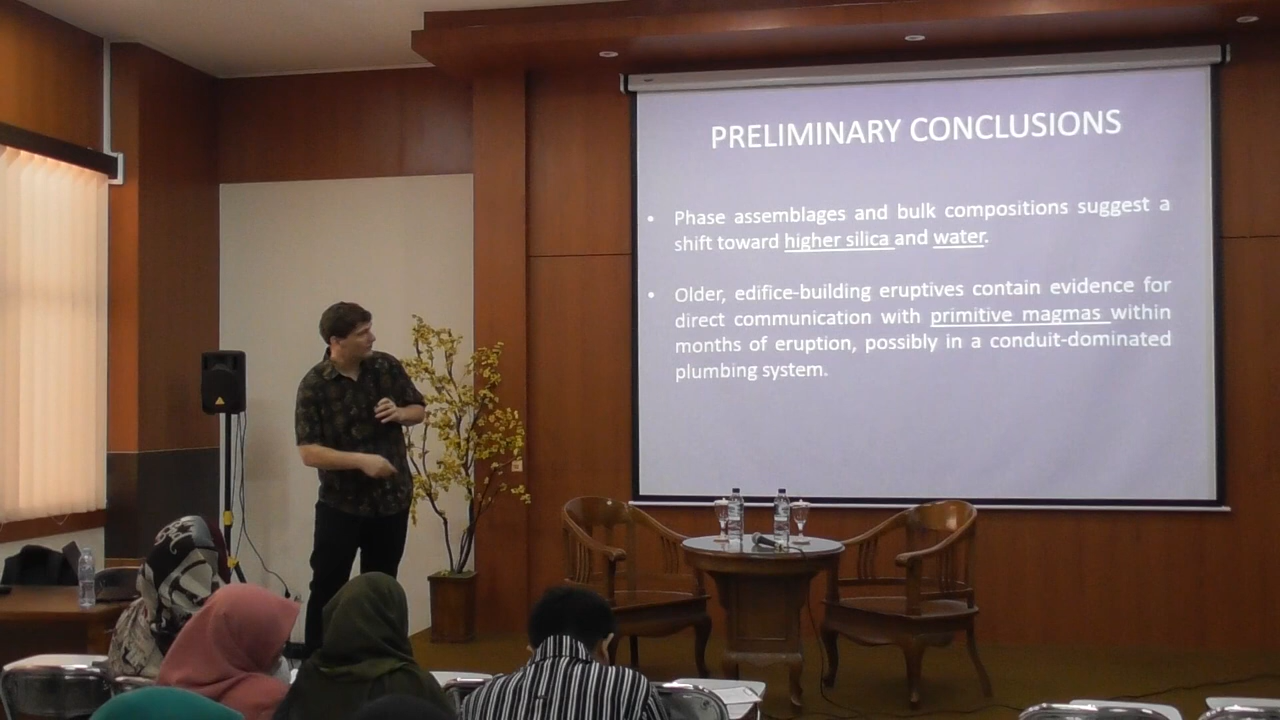 PRELIMINARY CONCLUSIONS
• Phase assemblages and bulk compositions suggest a
shift toward higher silica and water.
• Older, edifice-building eruptives contain evidence for
direct communication with primitive magmas within
months of eruption, possibly in a conduit-dominated
plumbing system.